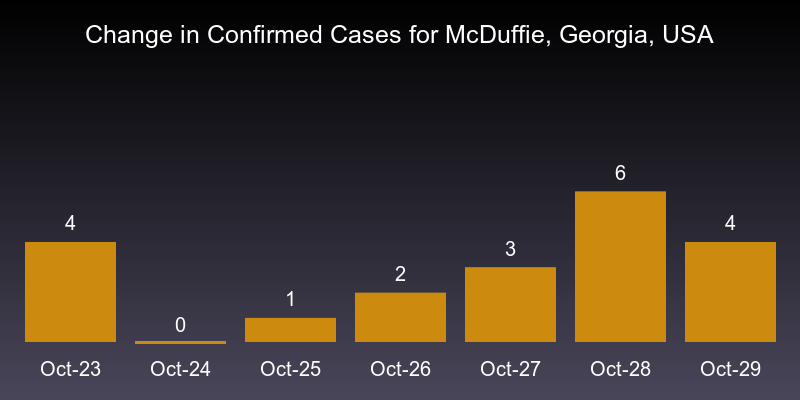 Change in Confirmed Cases for McDuffie, Georgia, USA
4
0
1
2
3
6
4
Oct-23
Oct-24
Oct-25
Oct-26
Oct-27
Oct-28
Oct-29